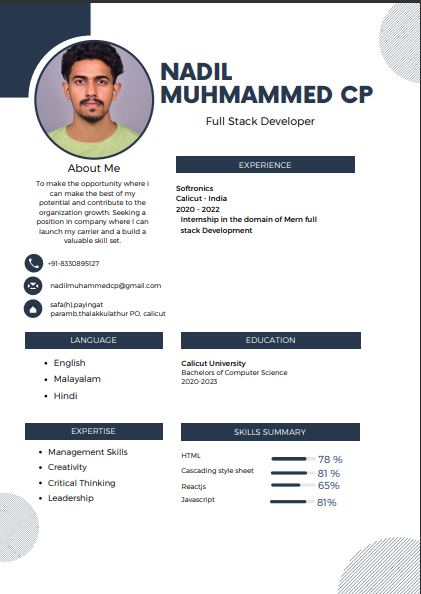 NADIL
MUHMAMMED CP
Full Stack Developer
About Me
To make the opportunity where i
can make the best of my
potential and contribute to the
organization growth. Seeking a
position in company where I can
launch my carrier and a build a
valuable skill set.
+91-8330895127
nadilmuhammedcp@gmail.com
safa(h),payingat
paramb,thalakkulathur PO, calicut
EXPERIENCE
Softronics
Calicut - India
2020 - 2022
Internship in the domain of Mern full
stack Development
LANGUAGE
English
Malayalam
Hindi
EDUCATION
Calicut University
Bachelors of Computer Science
2020-2023
EXPERTISE
Management Skills
Creativity
Critical Thinking
Leadership
SKILLS SUMMARY
HTML 78 %
Cascading style sheet 81 %
Reactjs 65%
Javascript 81%